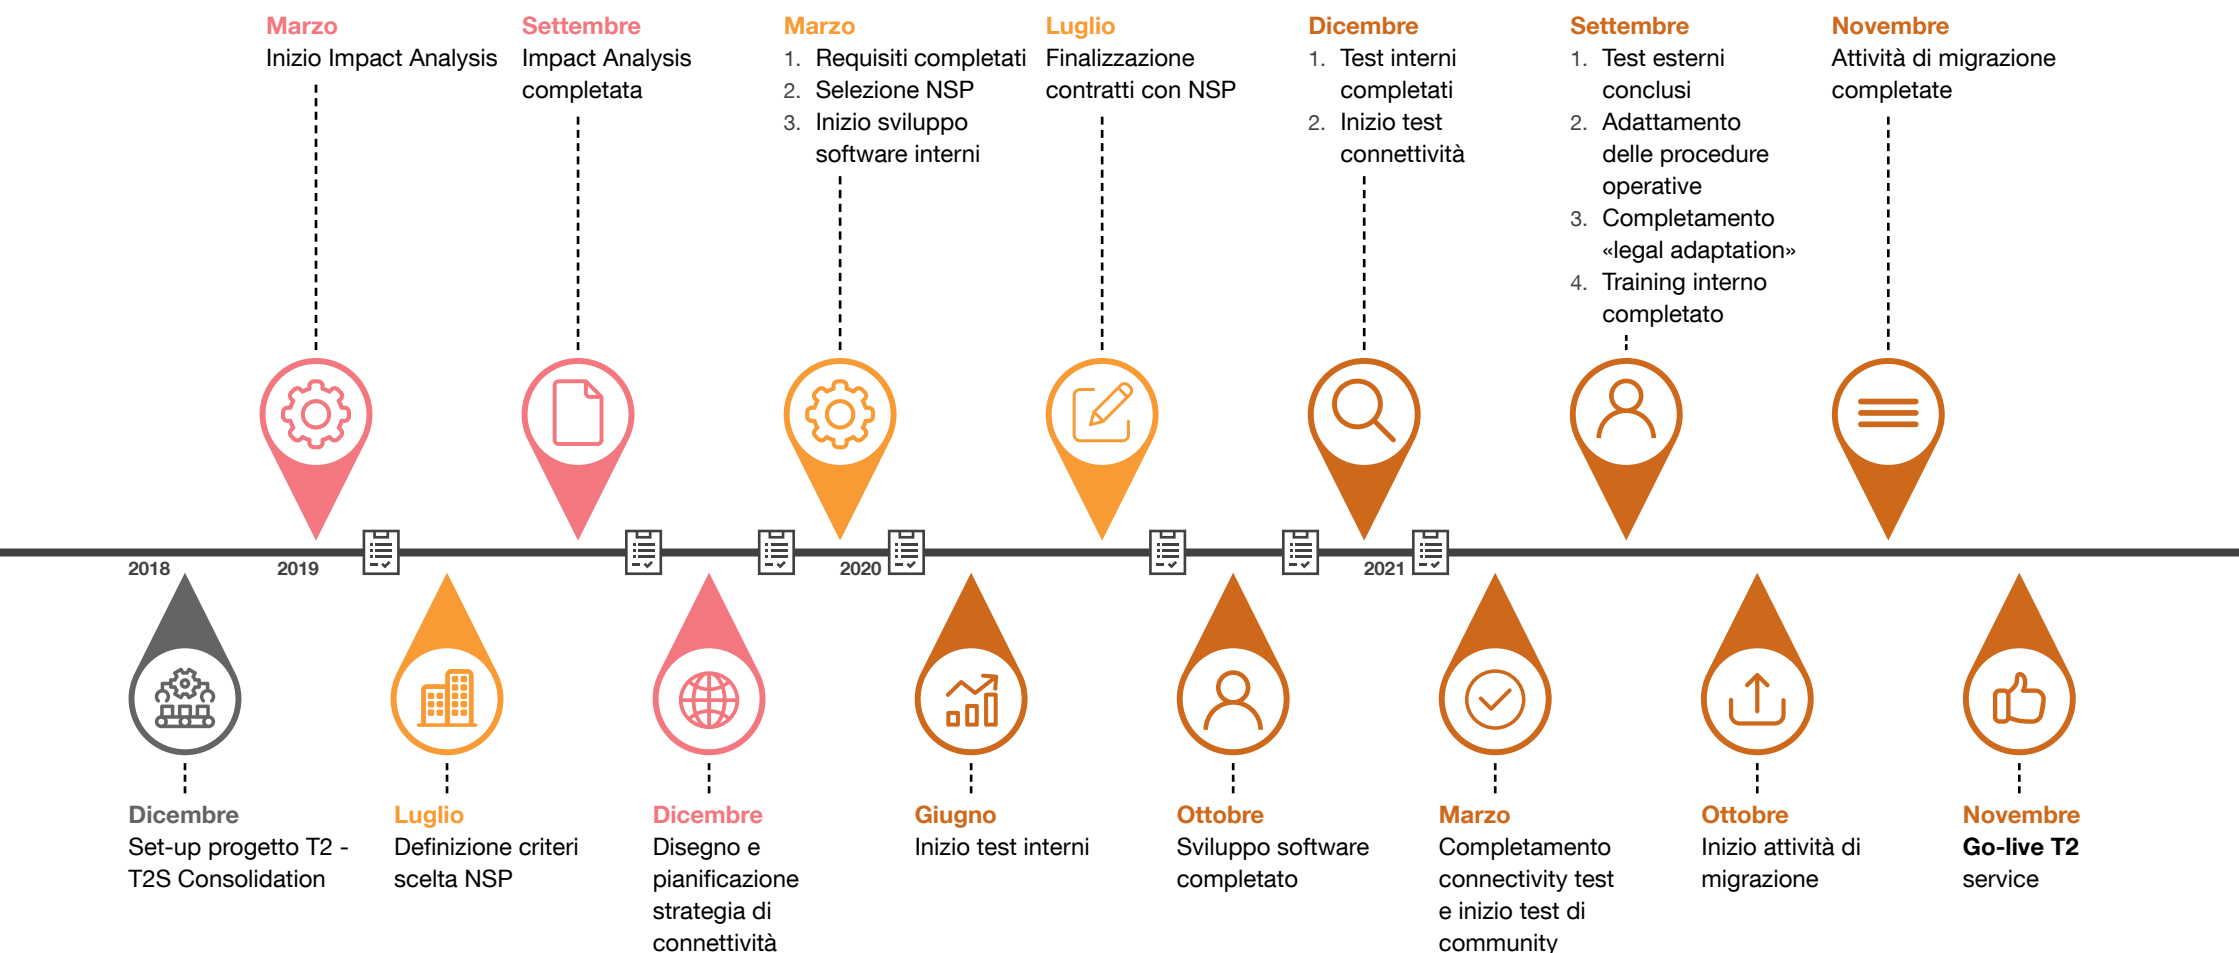 Marzo
Inizio Impact Analysis
Settembre
Impact Analysis
completata
Marzo
1. Requisiti completati
2. Selezione NSP
3. Inizio sviluppo
software interni
Luglio
Finalizzazione
contratti con NSP
Dicembre
1. Test interni
completati
2. Inizio test
connettività
Settembre
1. Test esterni
conclusi
2. Adattamento
delle procedure
operative
3. Completamento
«legal adaptation»
4. Training interno
completato
Novembre
Attività di migrazione
completate
2018
2019
2020
2021
Dicembre
Set-up progetto T2 -
T2S Consolidation
Luglio
Definizione criteri
scelta NSP
Dicembre
Disegno e
pianificazione
strategia di
connettività
Giugno
Inizio test interni
Ottobre
Sviluppo software
completato
Marzo
Completamento
connectivity test
e inizio test di
community
Ottobre
Inizio attività di
migrazione
Novembre
Go-live T2
service